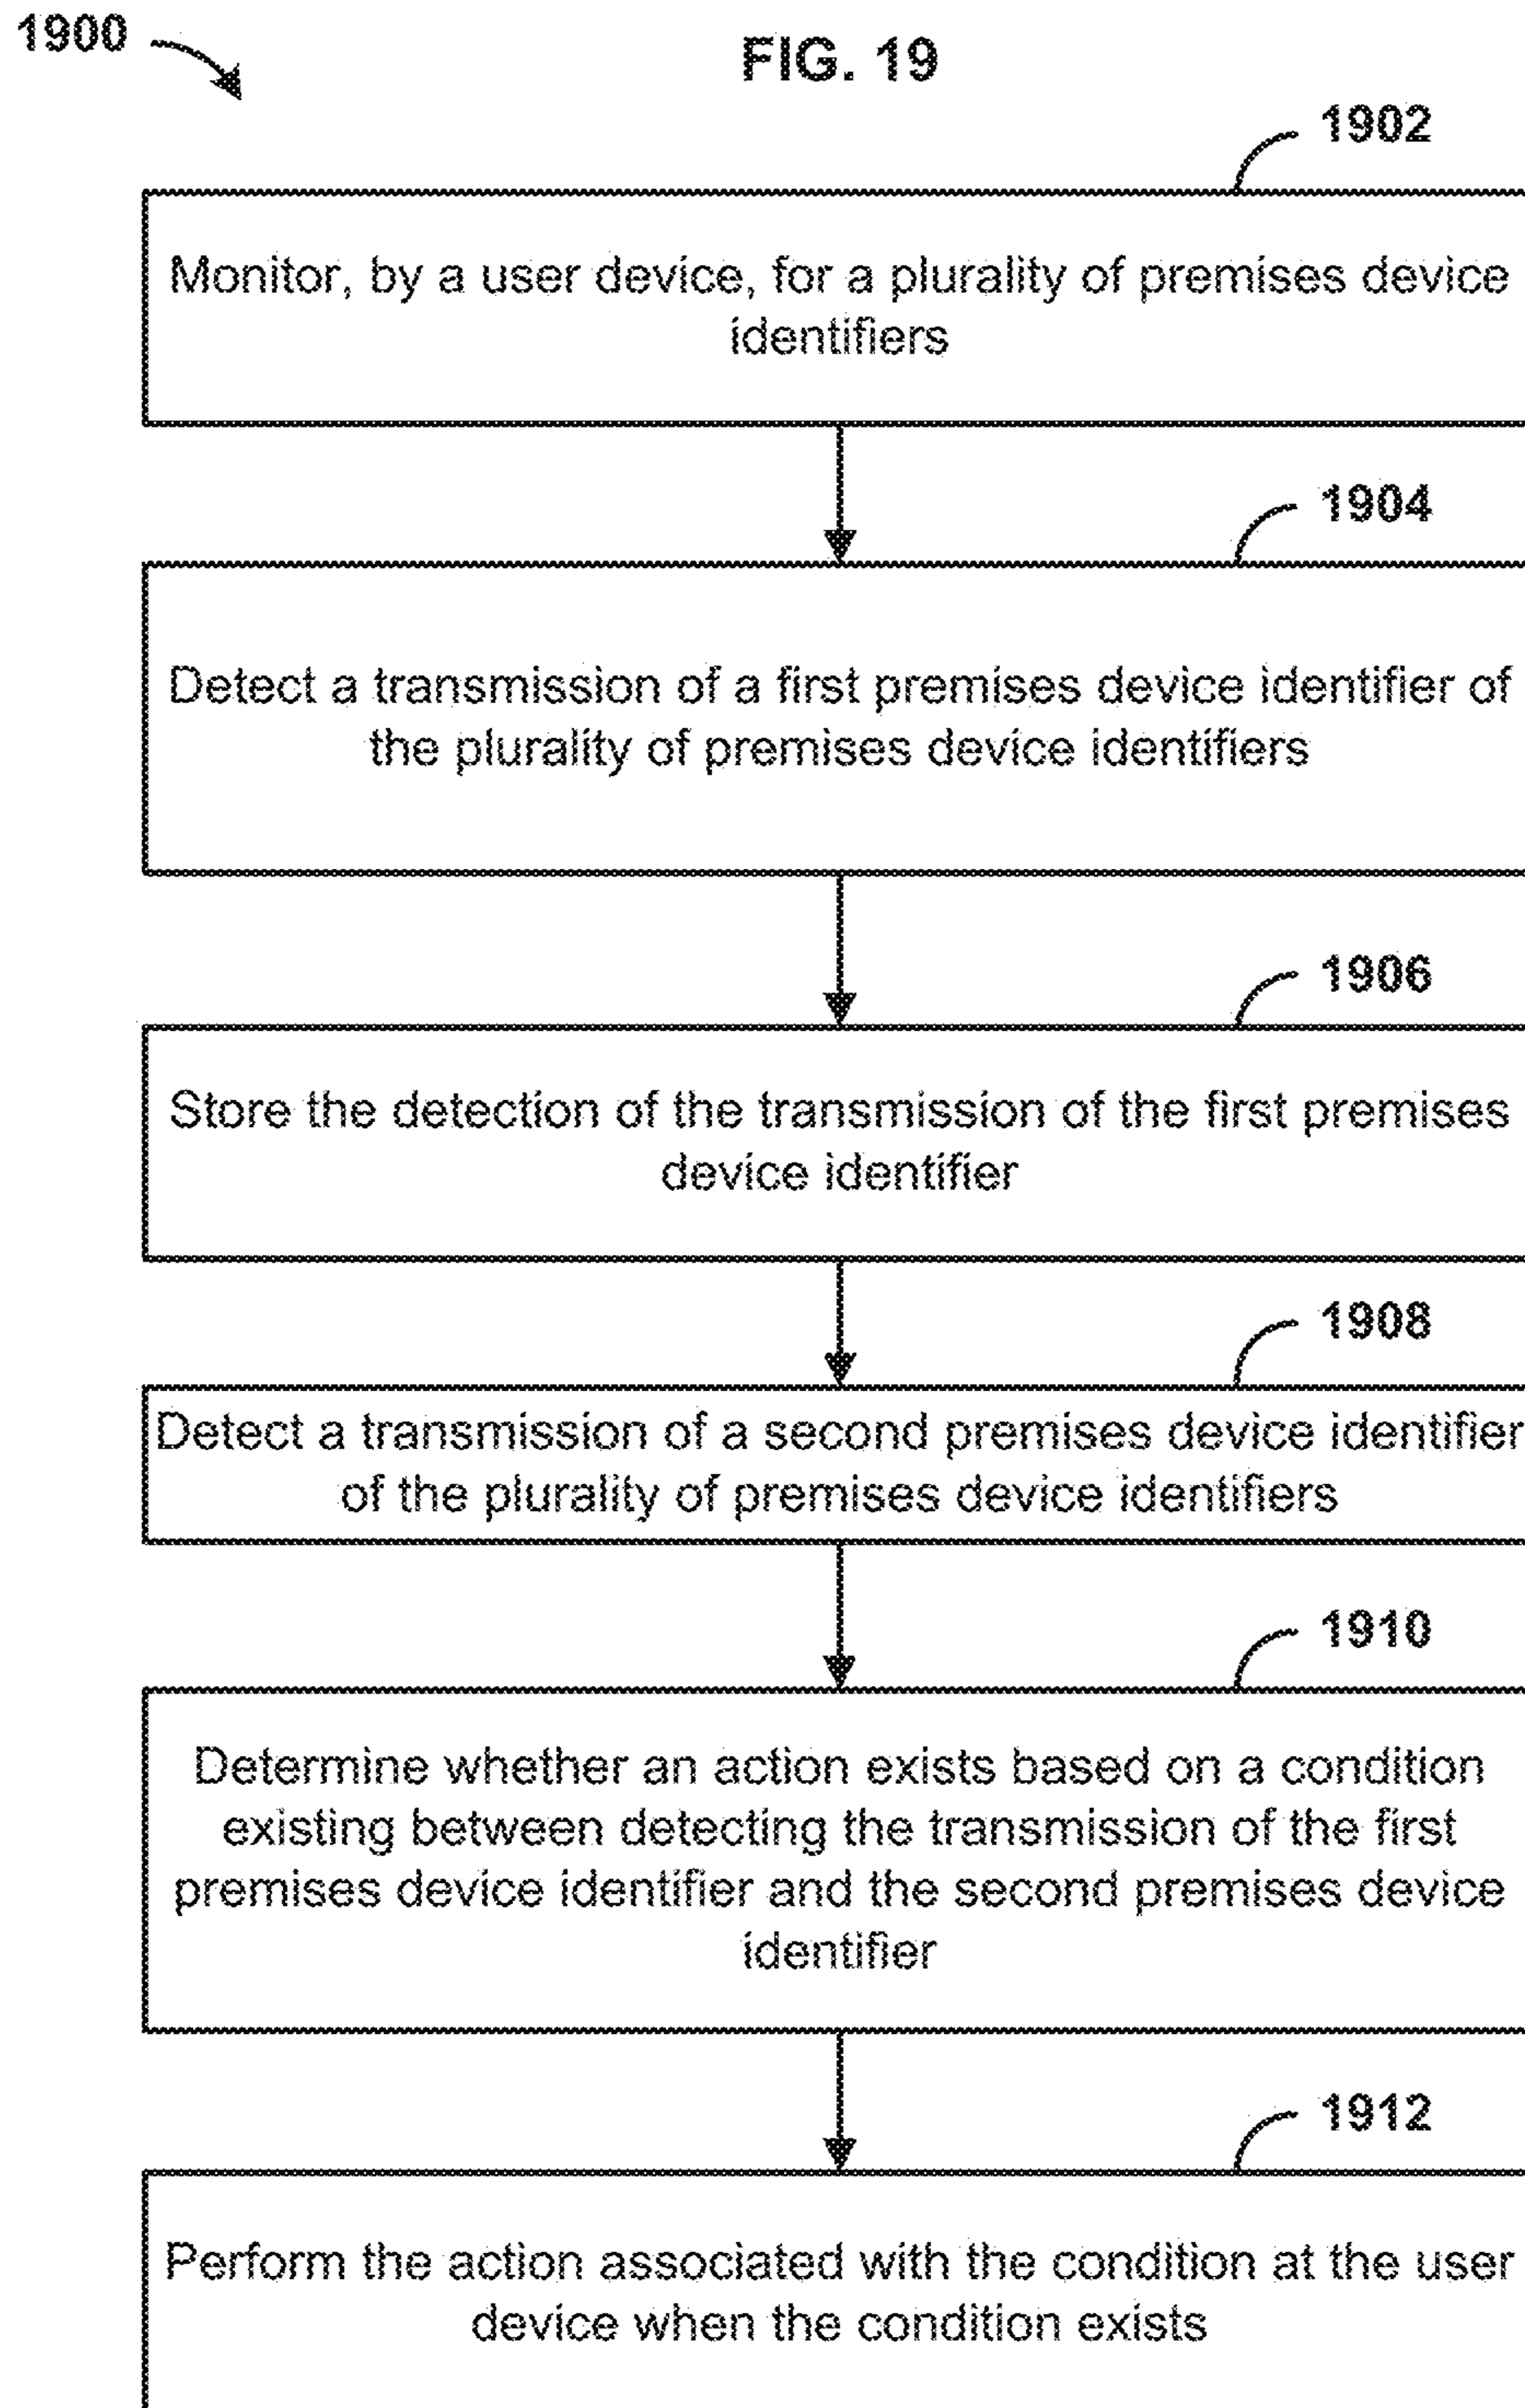 1900
FIG. 19
1902
Monitor, by a user device, for a plurality of premises device
identifiers
1904
Detect a transmission of a first premises device identifier of
the plurality of premises device identifiers
1906
Store the detection of the transmission of the first premises
device identifier
1908
Detect a transmission of a second premises device identifier
of the plurality of premises device identifiers
1910
Determine whether an action exists based on a condition
existing between detecting the transmission of the first
premises device identifier and the second premises device
identifier
1912
Perform the action associated with the condition at the user
device when the condition exists